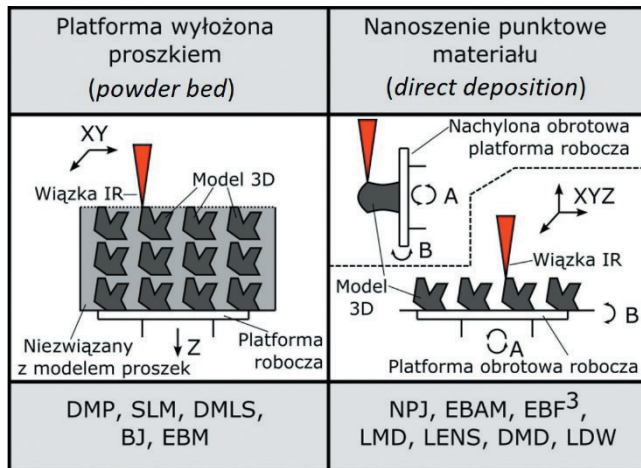 Platforma wyłożona
proszkiem
(powder bed)
Nanoszenie punktowe
materiału
(direct deposition)
XY
Wiązka IR
Model 3D
Niezwiązany
z modelem proszek
Z
Platforma
robocza
Nachylona obrotowa
platforma robocza
A
B
XYZ
Wiązka IR
Model
3D
B
A
Platforma obrotowa robocza
DMP, SLM, DMLS,
BJ, EBM
NPJ, EBAM, EBF³,
LMD, LENS, DMD, LDW